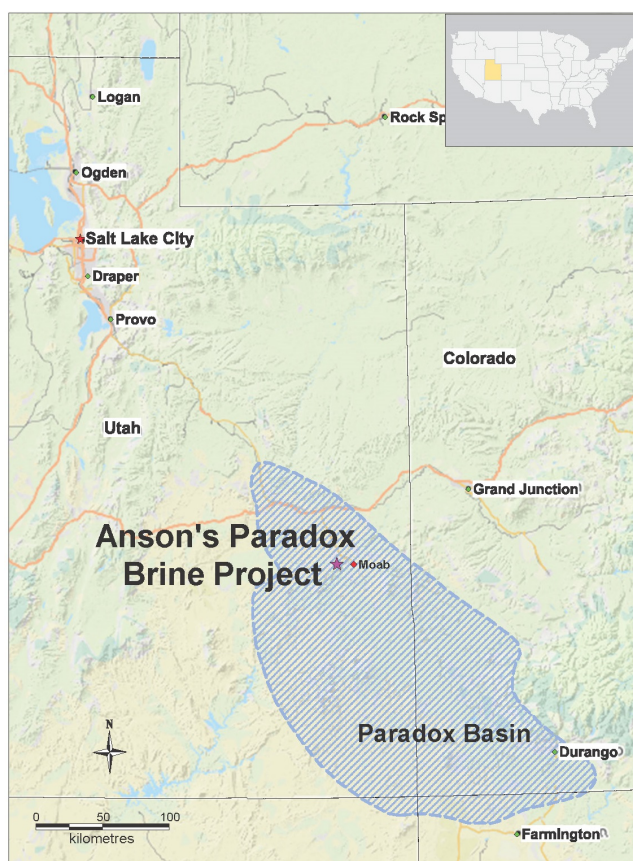 Logan
Rock Sp
Ogden
Salt Lake CIty
Draper
Provo
Colorado
Utah
Grand Junction
Anson's Paradox
Brine Project
Moab
Paradox Basin
N
Durango
0 50 100
kilometres
Farmington